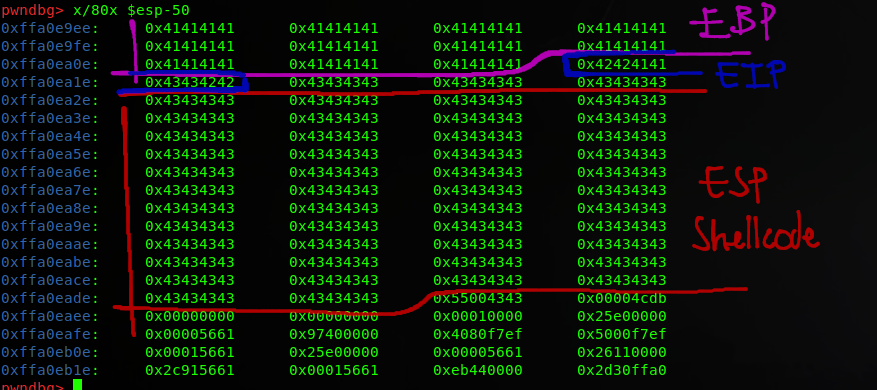 pwndbg> x/80x $esp-50
0xffa0e9ee: 0x41414141 0x41414141 0x41414141 0x41414141
0xffa0e9fe: 0x41414141 0x41414141 0x41414141 0x41414141
0xffa0ea0e: 0x41414141 0x41414141 0x41414141 0x42424141
0xffa0ea1e: 0x43434242 0x43434343 0x43434343 0x43434343
0xffa0ea2e: 0x43434343 0x43434343 0x43434343 0x43434343
0xffa0ea3e: 0x43434343 0x43434343 0x43434343 0x43434343
0xffa0ea4e: 0x43434343 0x43434343 0x43434343 0x43434343
0xffa0ea5e: 0x43434343 0x43434343 0x43434343 0x43434343
0xffa0ea6e: 0x43434343 0x43434343 0x43434343 0x43434343
0xffa0ea7e: 0x43434343 0x43434343 0x43434343 0x43434343
0xffa0ea8e: 0x43434343 0x43434343 0x43434343 0x43434343
0xffa0ea9e: 0x43434343 0x43434343 0x43434343 0x43434343
0xffa0eaae: 0x43434343 0x43434343 0x43434343 0x43434343
0xffa0eabe: 0x43434343 0x43434343 0x43434343 0x43434343
0xffa0eace: 0x43434343 0x43434343 0x43434343 0x43434343
0xffa0eade: 0x43434343 0x43434343 0x55004343 0x00004cdb
0xffa0eaee: 0x00000000 0x00000000 0x00010000 0x25e00000
0xffa0eafe: 0x00005661 0x97400000 0x4080f7ef 0x5000f7ef
0xffa0eb0e: 0x00015661 0x25e00000 0x00005661 0x26110000
0xffa0eb1e: 0x2c915661 0x00015661 0xeb440000 0x2d30ffa0
pwndbg>
EBP
EIP
ESP
Shellcode